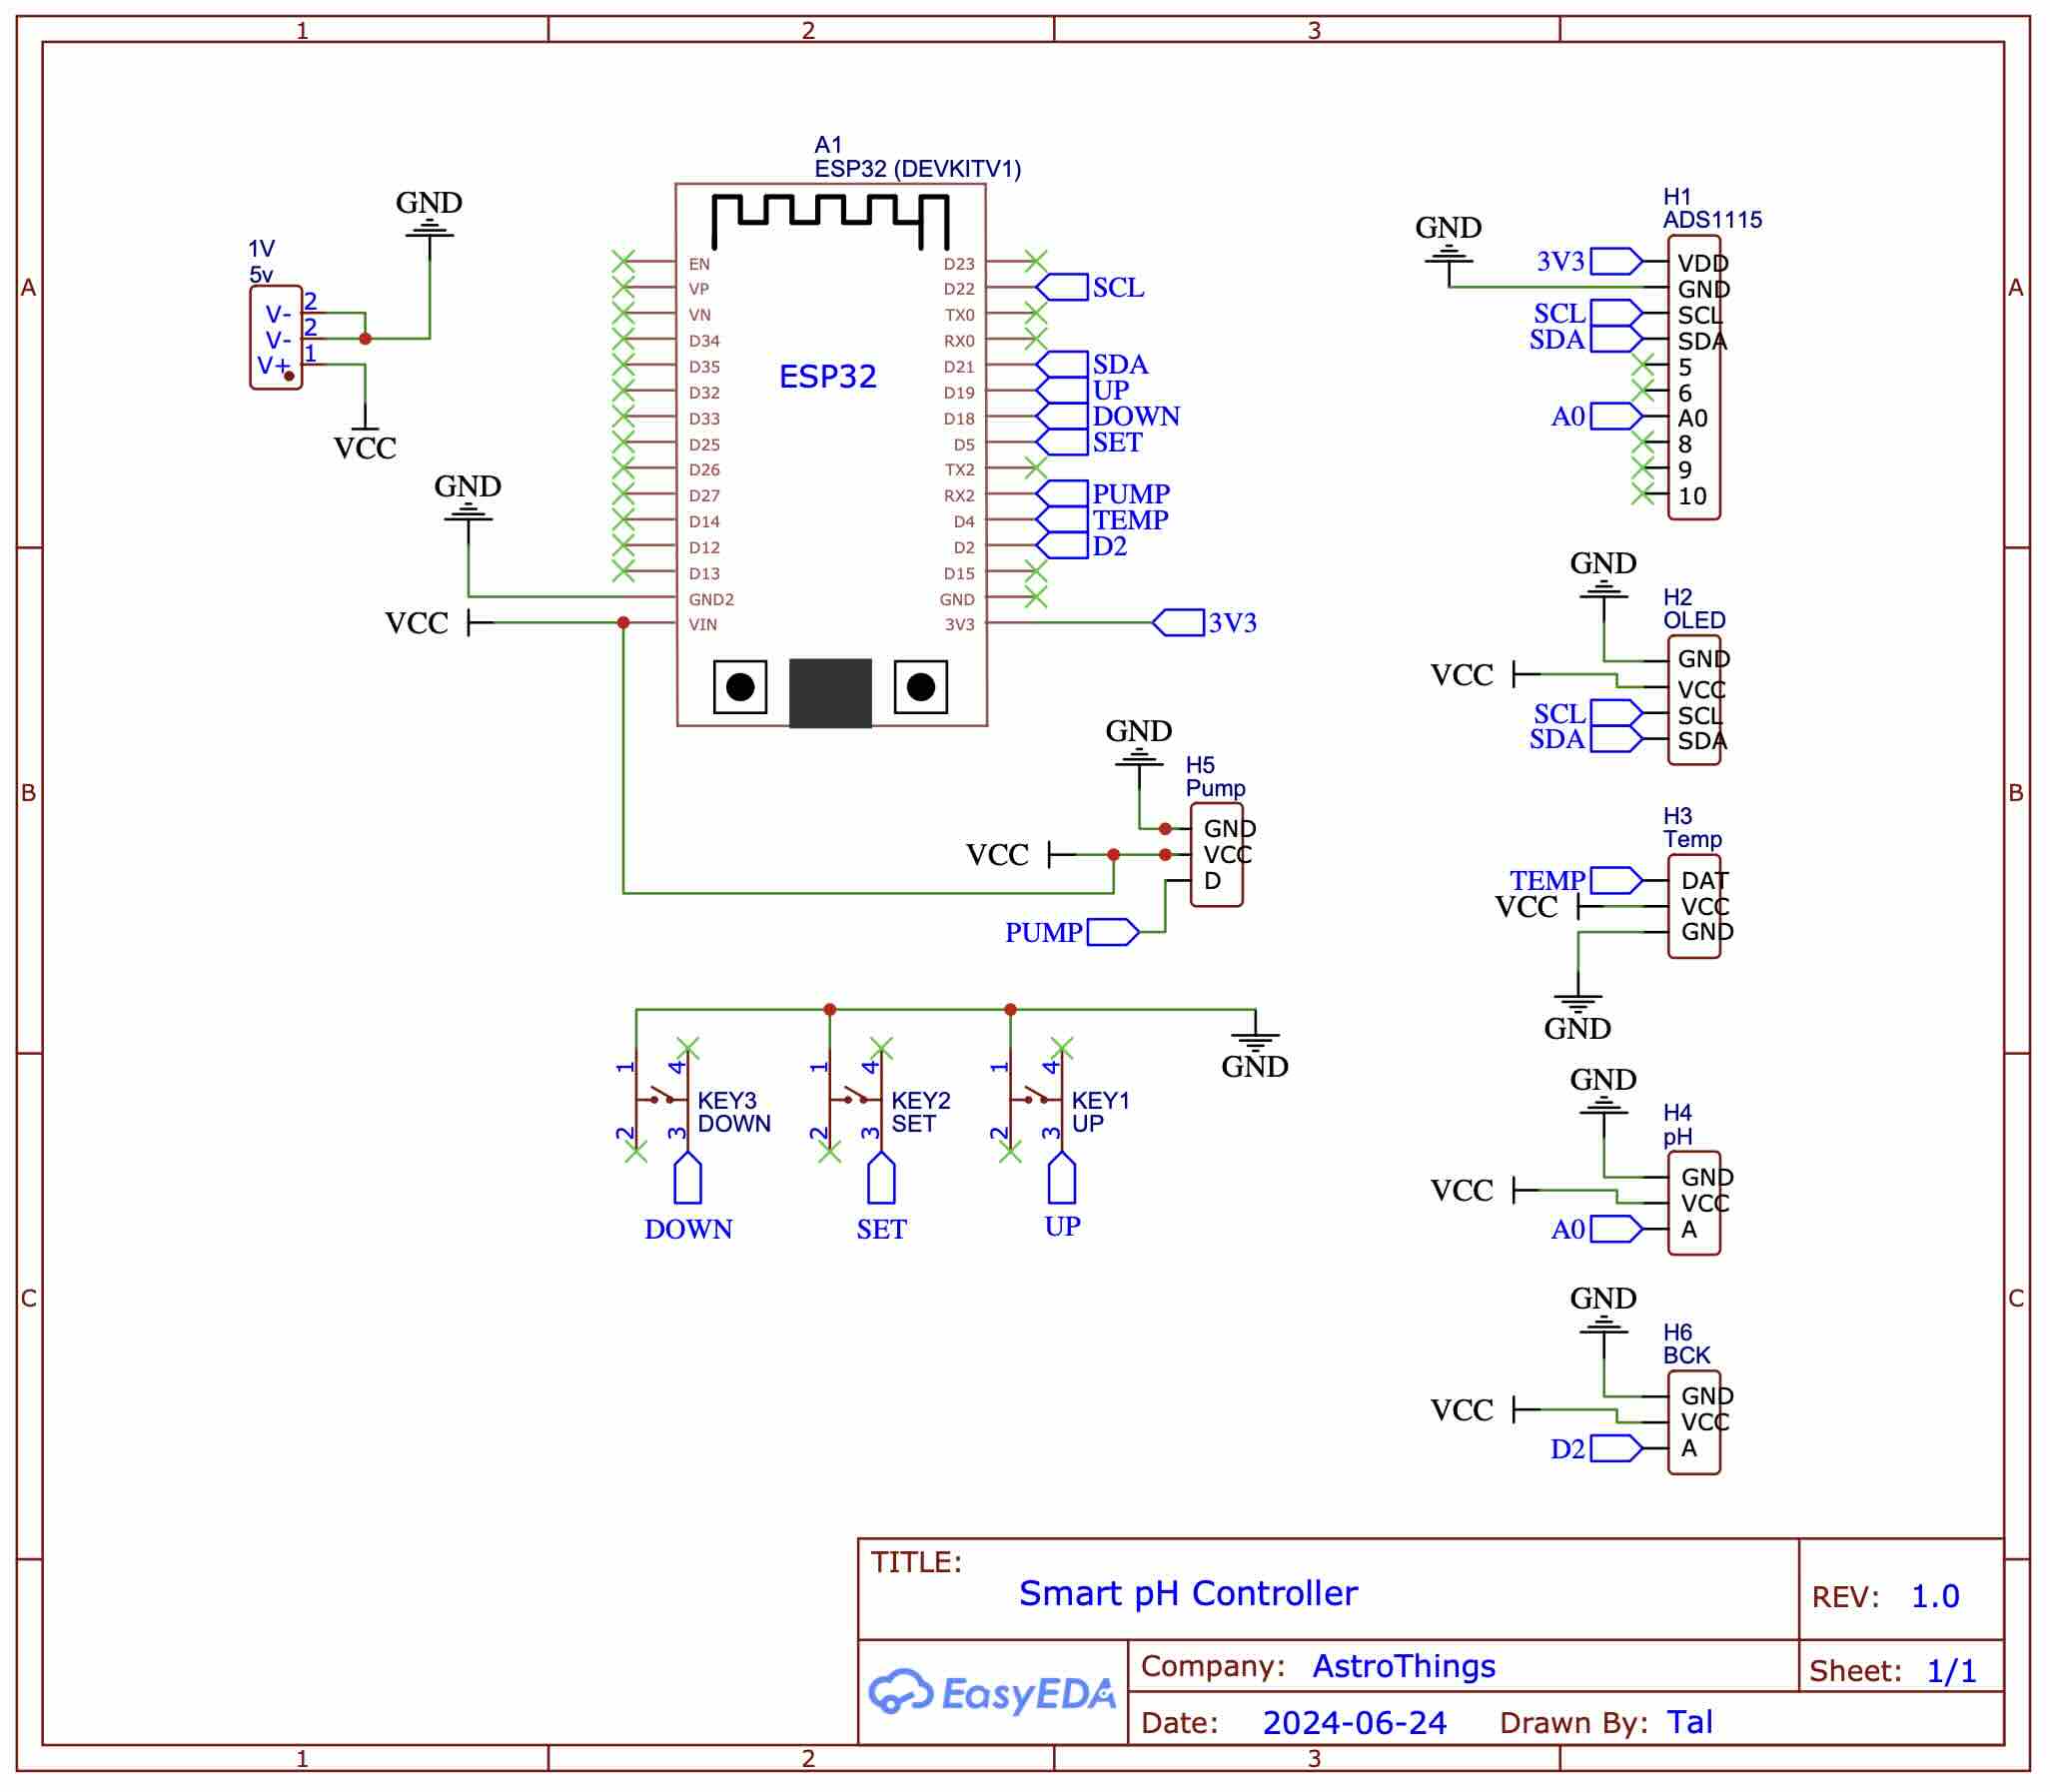 1 2 3
A
B
C
A
B
C
A1
ESP32 (DEVKITV1)
ESP32
EN
VP
VN
D34
D35
D32
D33
D25
D26
D27
D14
D12
D13
GND2
VIN
D23
D22
TX0
RX0
D21
D19
D18
D5
TX2
RX2
D4
D2
D15
GND
3V3
SCL
SDA
UP
DOWN
SET
PUMP
TEMP
D2
3V3
GND
1V
5v
V- 2
V- 2
V+ 1
VCC
GND
VCC
GND
H5
Pump
GND
VCC VCC
D
PUMP
GND
1 4
KEY3
DOWN
2 3
DOWN
1 4
KEY2
SET
2 3
SET
1 4
KEY1
UP
2 3
UP
H1
ADS1115
GND
3V3 VDD
GND
SCL SCL
SDA SDA
5
6
A0 A0
8
9
10
GND
H2
OLED
GND
VCC VCC
SCL SCL
SDA SDA
H3
Temp
TEMP DAT
VCC VCC
GND
GND
GND
H4
pH
GND
VCC VCC
A0 A
GND
H6
BCK
GND
VCC VCC
D2 A
TITLE:
Smart pH Controller
REV: 1.0
EasyEDA
Company: AstroThings
Sheet: 1/1
Date: 2024-06-24 Drawn By: Tal
1 2 3